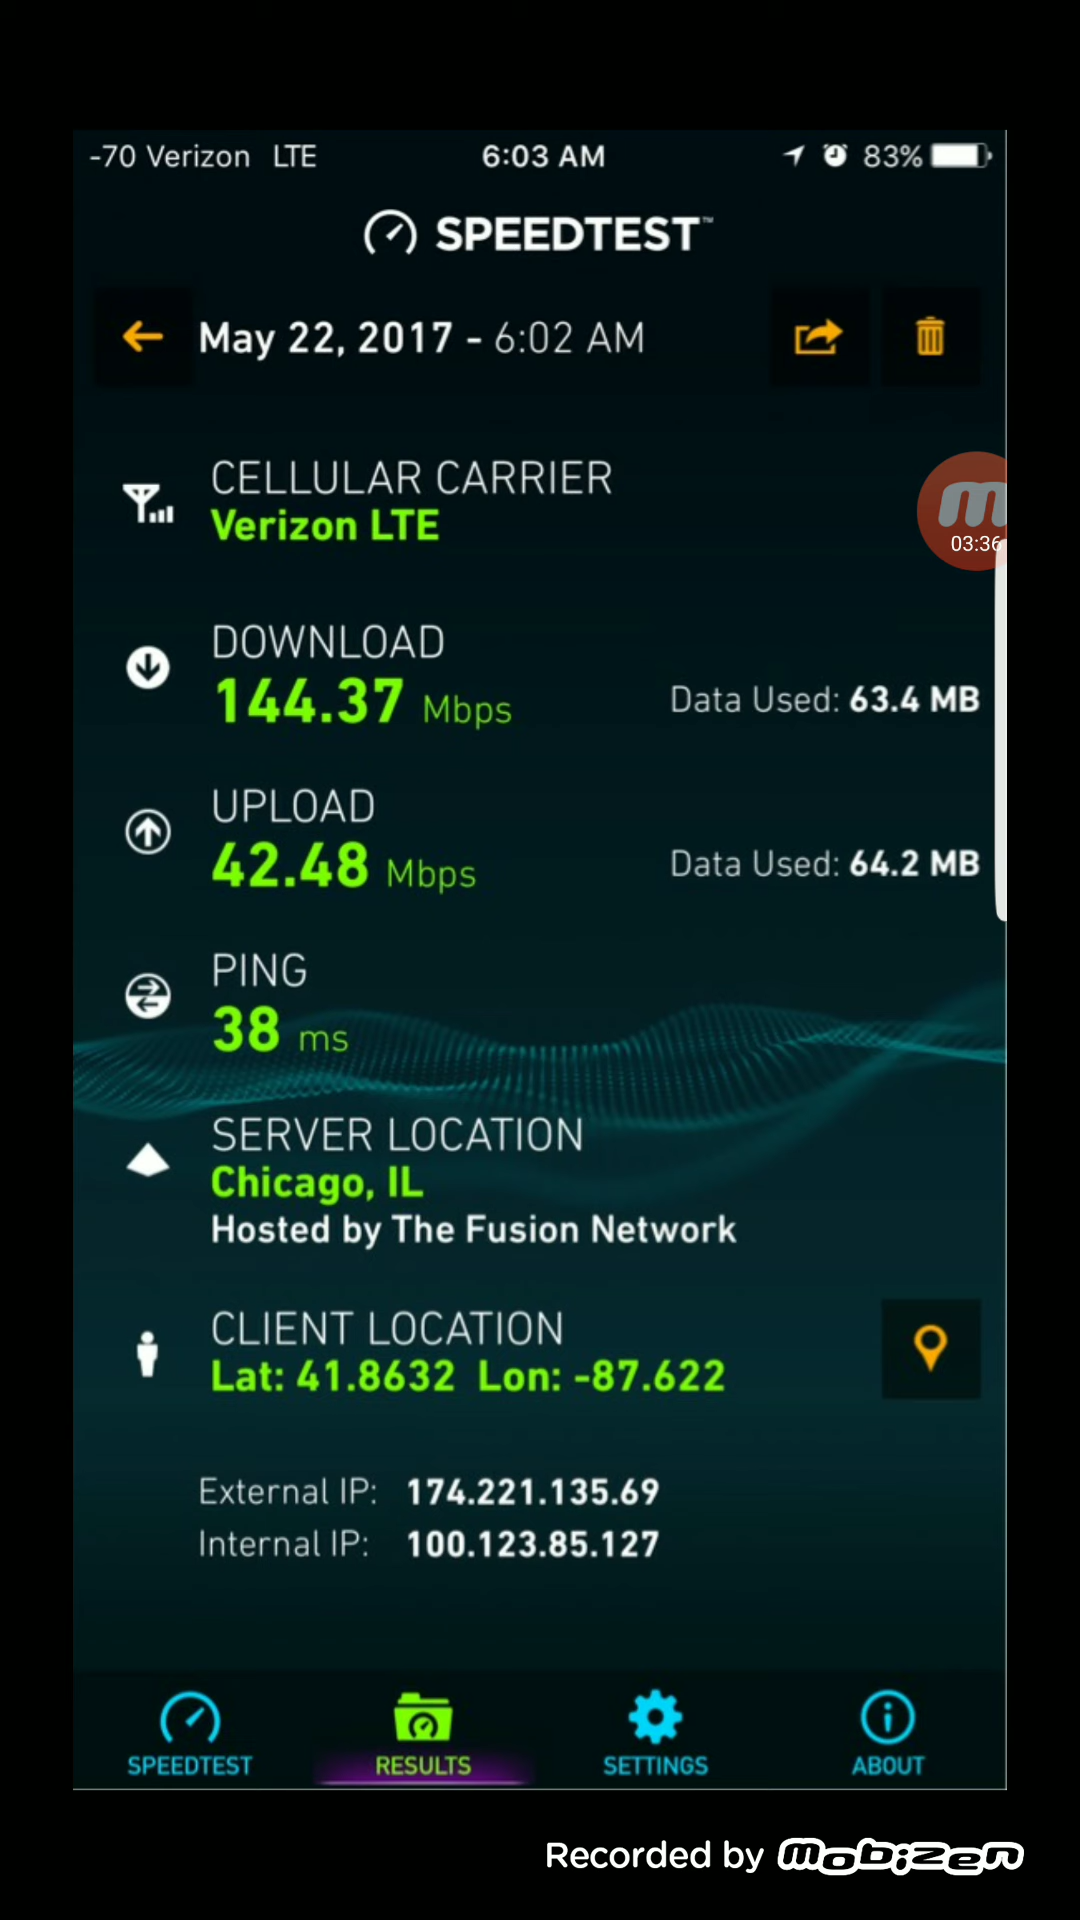 -70 Verizon LTE 6:03 AM 83%
SPEEDTEST™
May 22, 2017 - 6:02 AM
CELLULAR CARRIER
Verizon LTE
03:36
DOWNLOAD
144.37 Mbps Data Used: 63.4 MB
UPLOAD
42.48 Mbps Data Used: 64.2 MB
PING
38 ms
SERVER LOCATION
Chicago, IL
Hosted by The Fusion Network
CLIENT LOCATION
Lat: 41.8632 Lon: -87.622
External IP: 174.221.135.69
Internal IP: 100.123.85.127
SPEEDTEST RESULTS SETTINGS ABOUT
Recorded by mobizen